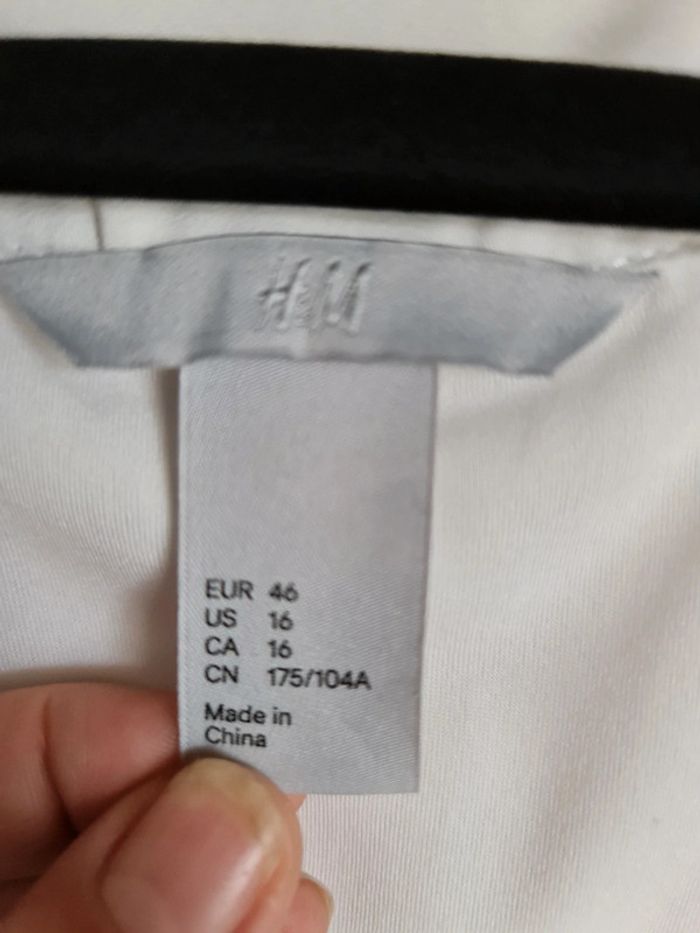 H&M
EUR 46
US 16
CA 16
CN 175/104A
Made in
China